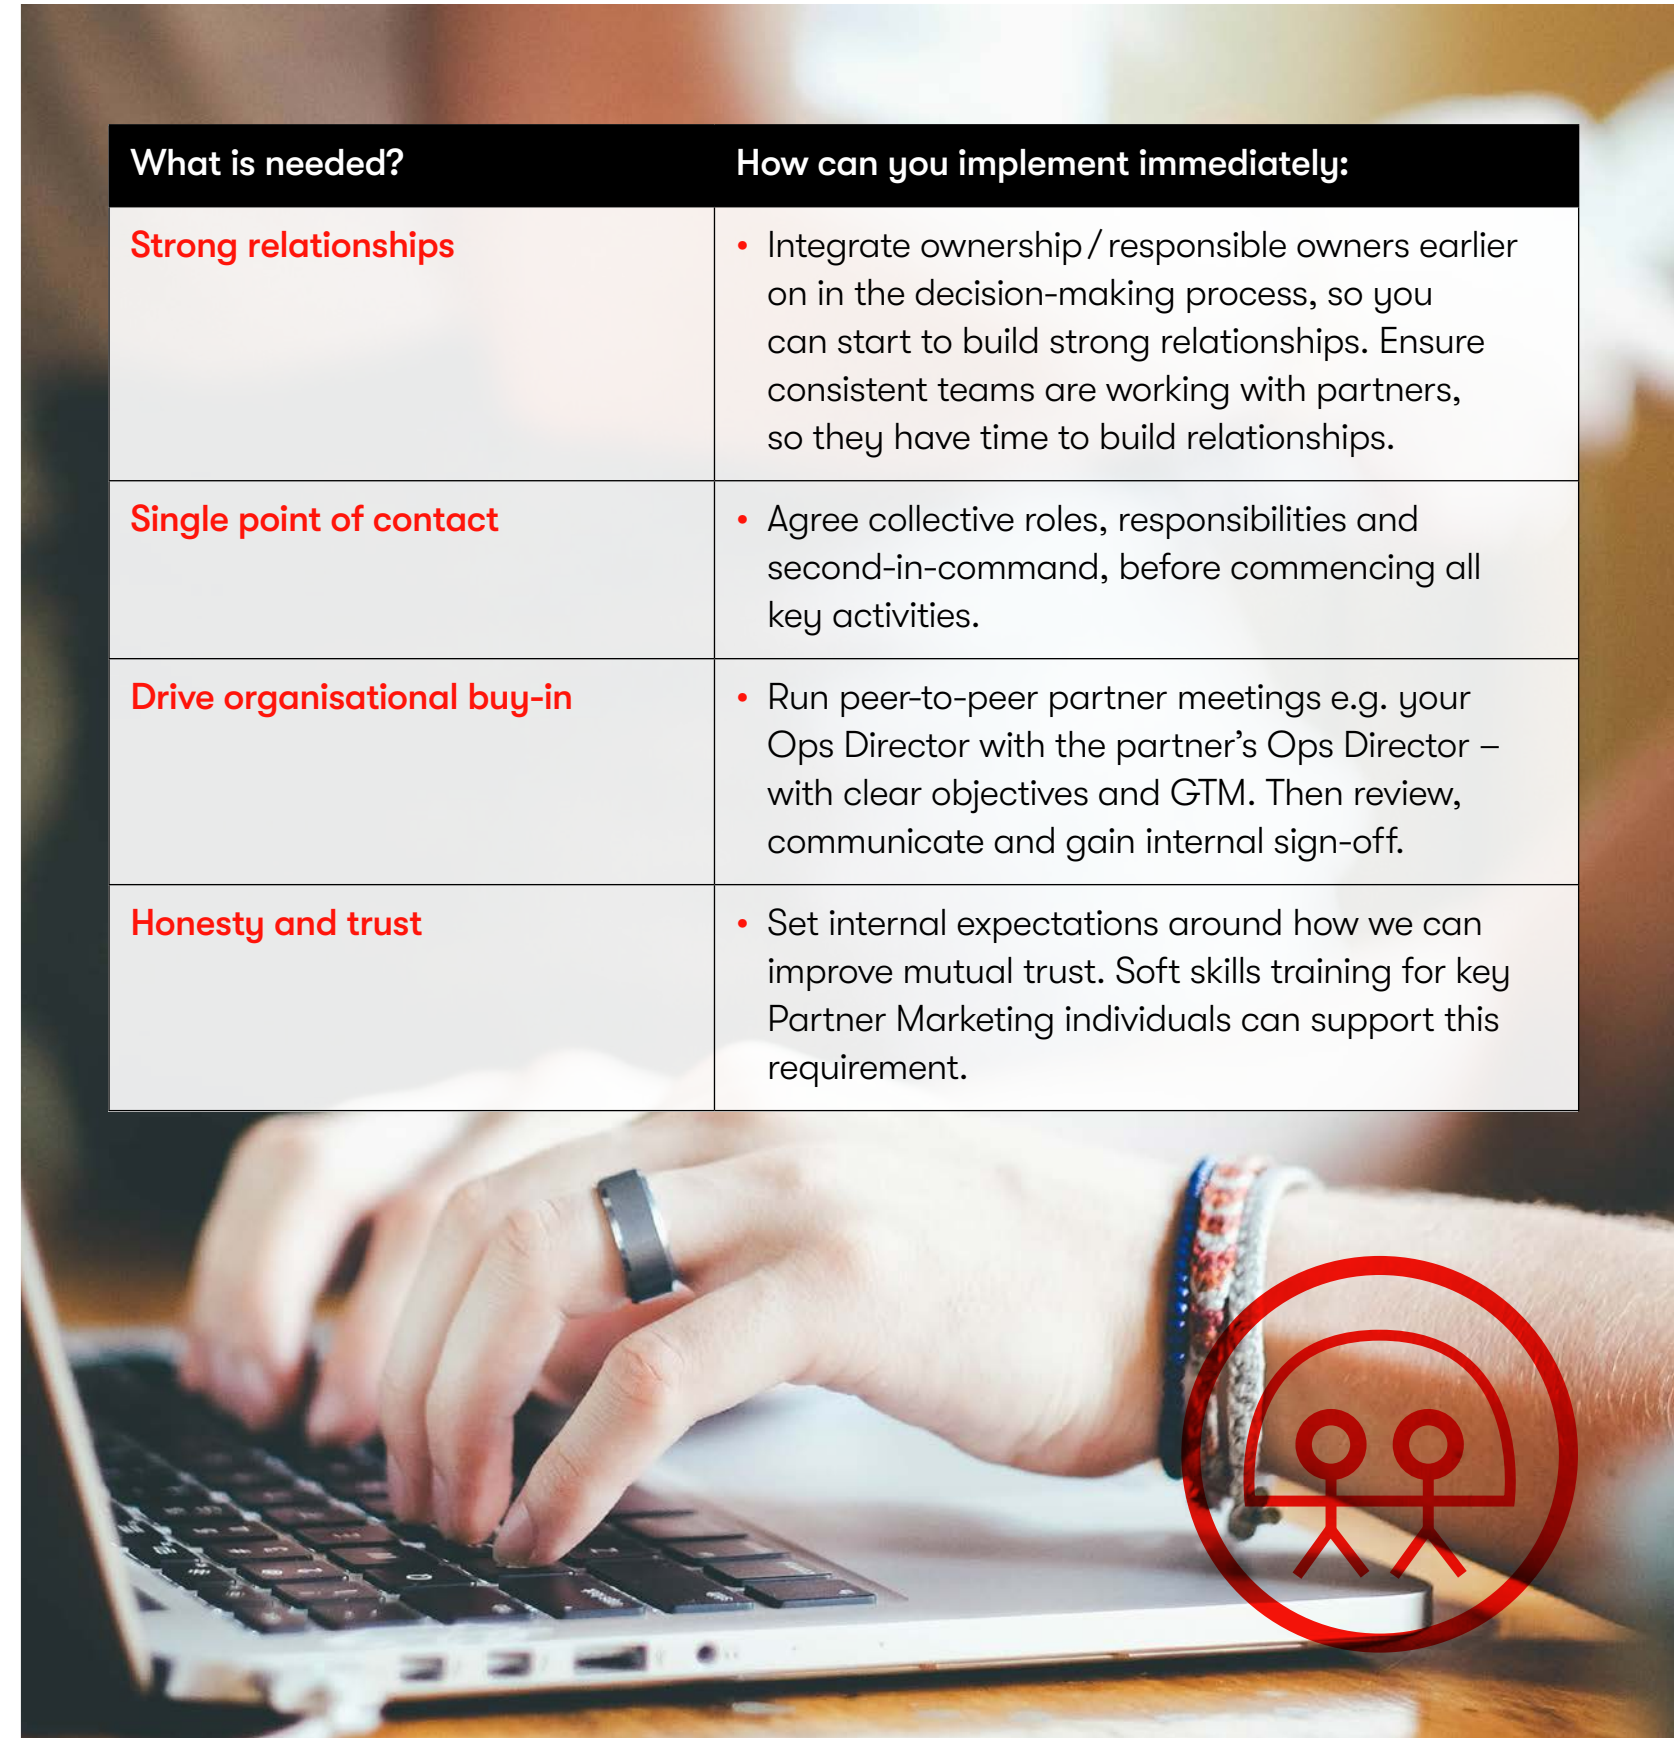 What is needed?
How can you implement immediately:
Strong relationships
• Integrate ownership / responsible owners earlier
on in the decision-making process, so you
can start to build strong relationships. Ensure
consistent teams are working with partners,
so they have time to build relationships.
Single point of contact
• Agree collective roles, responsibilities and
second-in-command, before commencing all
key activities.
Drive organisational buy-in
• Run peer-to-peer partner meetings e.g. your
Ops Director with the partner’s Ops Director –
with clear objectives and GTM. Then review,
communicate and gain internal sign-off.
Honesty and trust
• Set internal expectations around how we can
improve mutual trust. Soft skills training for key
Partner Marketing individuals can support this
requirement.